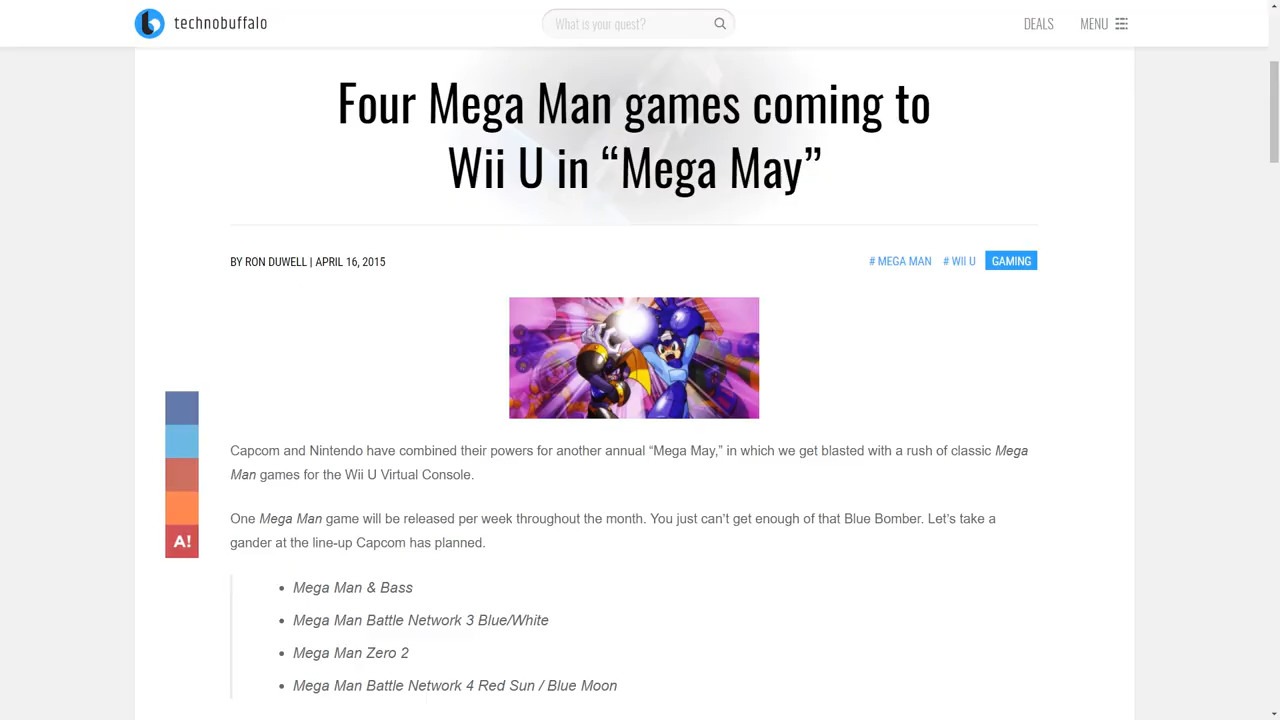 technobuffalo
What is your quest?
DEALS
MENU
Four Mega Man games coming to
Wii U in “Mega May”
BY RON DUWELL | APRIL 16, 2015
# MEGA MAN
# WII U
GAMING
Capcom and Nintendo have combined their powers for another annual “Mega May,” in which we get blasted with a rush of classic Mega
Man games for the Wii U Virtual Console.
One Mega Man game will be released per week throughout the month. You just can’t get enough of that Blue Bomber. Let’s take a
gander at the line-up Capcom has planned.
A!
• Mega Man & Bass
• Mega Man Battle Network 3 Blue/White
• Mega Man Zero 2
• Mega Man Battle Network 4 Red Sun / Blue Moon